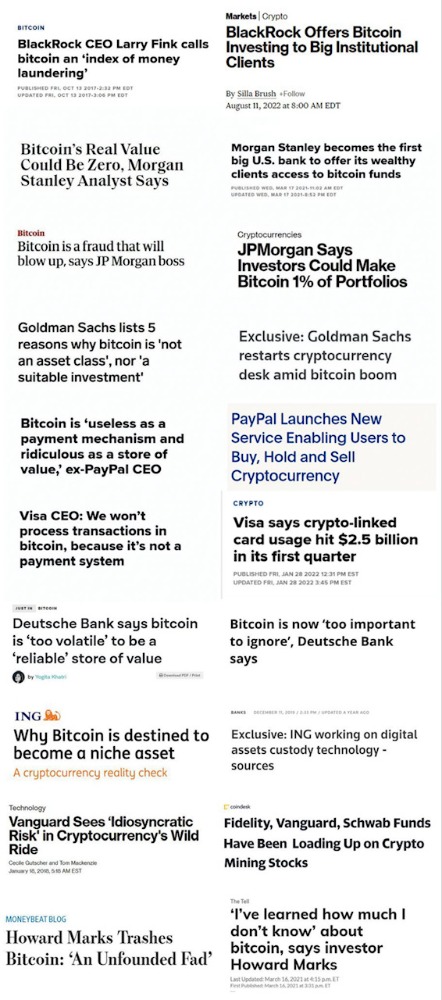 BITCOIN
BlackRock CEO Larry Fink calls
bitcoin an ‘index of money
laundering’
PUBLISHED FRI, OCT 13 2017•2:32 PM EDT
UPDATED FRI, OCT 13 2017•3:06 PM EDT
Markets | Crypto
BlackRock Offers Bitcoin
Investing to Big Institutional
Clients
By Silla Brush +Follow
August 11, 2022 at 8:00 AM EDT
Bitcoin’s Real Value
Could Be Zero, Morgan
Stanley Analyst Says
Morgan Stanley becomes the first
big U.S. bank to offer its wealthy
clients access to bitcoin funds
PUBLISHED WED, MAR 17 2021•11:02 AM EDT
UPDATED WED, MAR 17 2021•8:53 PM EDT
Bitcoin
Bitcoin is a fraud that will
blow up, says JP Morgan boss
Cryptocurrencies
JPMorgan Says
Investors Could Make
Bitcoin 1% of Portfolios
Goldman Sachs lists 5
reasons why bitcoin is 'not
an asset class', nor 'a
suitable investment'
Exclusive: Goldman Sachs
restarts cryptocurrency
desk amid bitcoin boom
Bitcoin is ‘useless as a
payment mechanism and
ridiculous as a store of
value,’ ex-PayPal CEO
PayPal Launches New
Service Enabling Users to
Buy, Hold and Sell
Cryptocurrency
Visa CEO: We won’t
process transactions in
bitcoin, because it’s not a
payment system
CRYPTO
Visa says crypto-linked
card usage hit $2.5 billion
in its first quarter
PUBLISHED FRI, JAN 28 2022 12:31 PM EST
UPDATED FRI, JAN 28 2022 3:45 PM EST
JUST IN BITCOIN
Deutsche Bank says bitcoin
is ‘too volatile’ to be a
‘reliable’ store of value
by Yogita Khatri
Download PDF / Print
Bitcoin is now ‘too important
to ignore’, Deutsche Bank
says
ING
Why Bitcoin is destined to
become a niche asset
A cryptocurrency reality check
BANKS DECEMBER 11, 2019 / 2:33 PM / UPDATED A YEAR AGO
Exclusive: ING working on digital
assets custody technology -
sources
Technology
Vanguard Sees ‘Idiosyncratic
Risk’ in Cryptocurrency’s Wild
Ride
Cecile Gutscher and Tom Mackenzie
January 18, 2018, 5:16 AM EST
coindesk
Fidelity, Vanguard, Schwab Funds
Have Been Loading Up on Crypto
Mining Stocks
MONEYBEAT BLOG
Howard Marks Trashes
Bitcoin: ‘An Unfounded Fad’
The Tell
‘I’ve learned how much I
don’t know’ about
bitcoin, says investor
Howard Marks
Last Updated: March 16, 2021 at 4:15 p.m. ET
First Published: March 16, 2021 at 3:31 p.m. ET